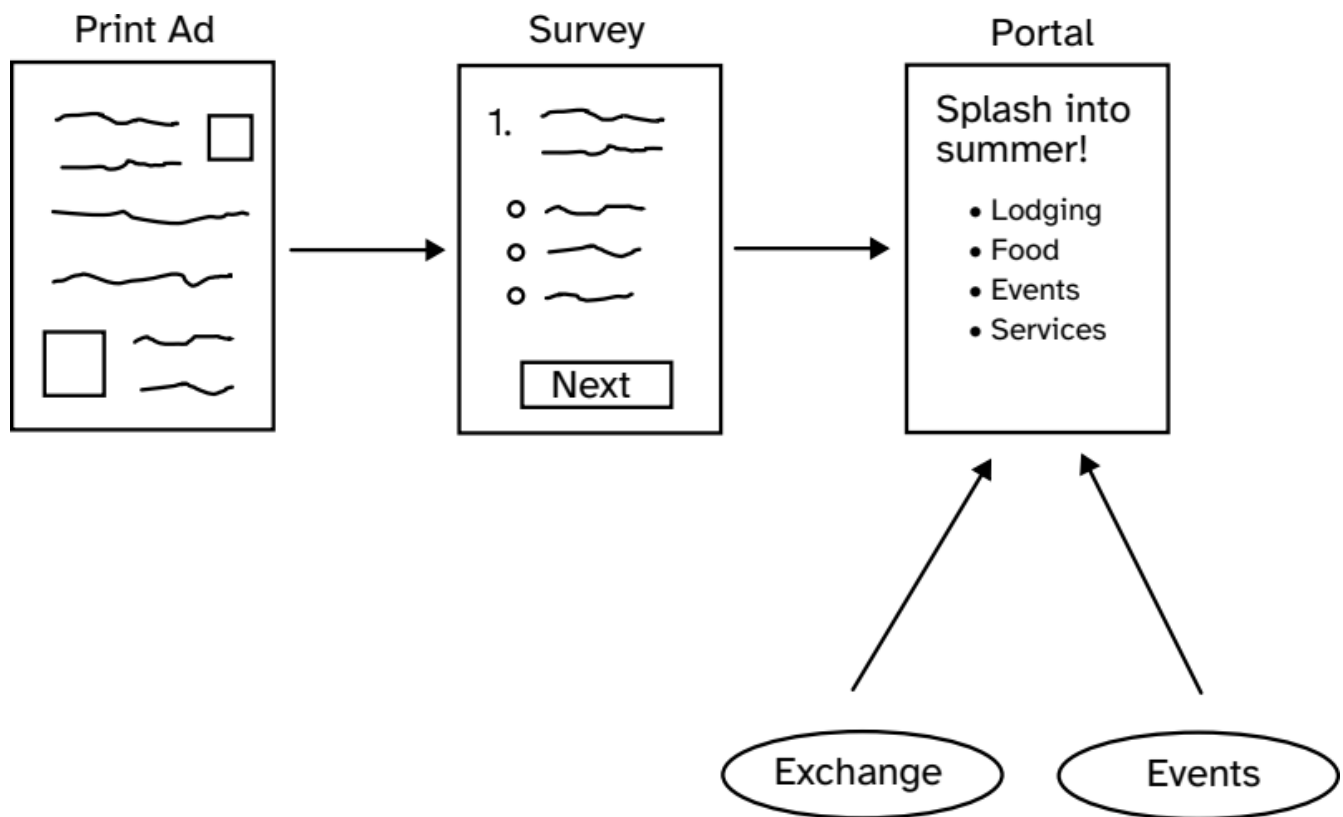 Print Ad
Survey
Portal
1.
Next
Splash into
summer!
• Lodging
• Food
• Events
• Services
Exchange
Events